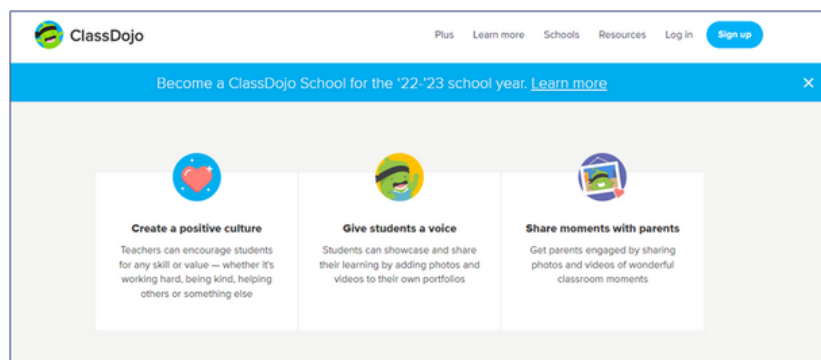 ClassDojo
Plus Learn more Schools Resources Log in Sign up
Become a ClassDojo School for the ‘22-’23 school year. Learn more
Create a positive culture
Teachers can encourage students
for any skill or value — whether it's
working hard, being kind, helping
others or something else
Give students a voice
Students can showcase and share
their learning by adding photos and
videos to their own portfolios
Share moments with parents
Get parents engaged by sharing
photos and videos of wonderful
classroom moments